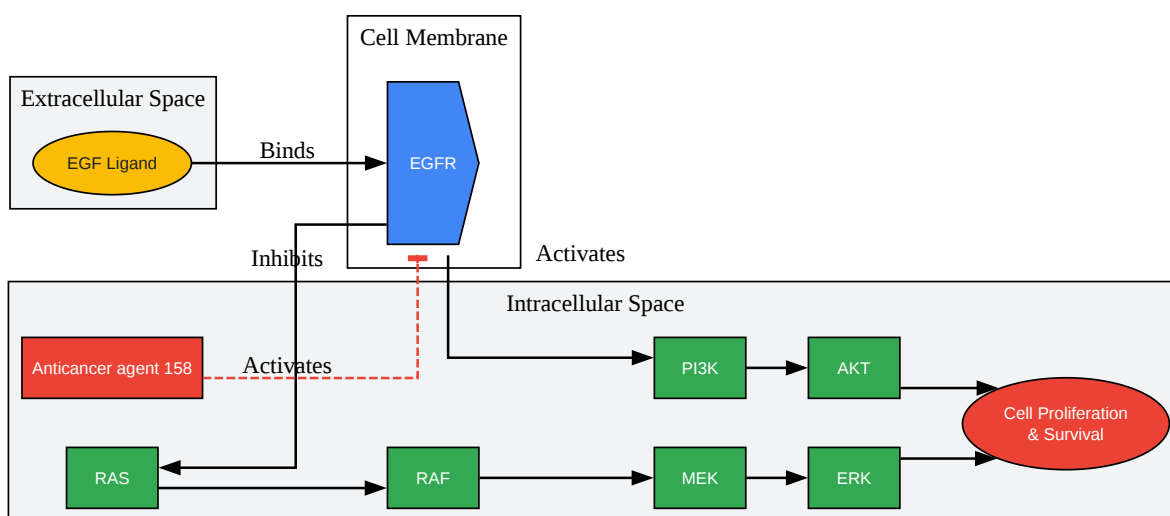 Cell Membrane
Extracellular Space
EGF Ligand
Binds
EGFR
Inhibits
Activates
Intracellular Space
Anticancer agent 158
Activates
PI3K
AKT
Cell Proliferation
& Survival
RAS
RAF
MEK
ERK